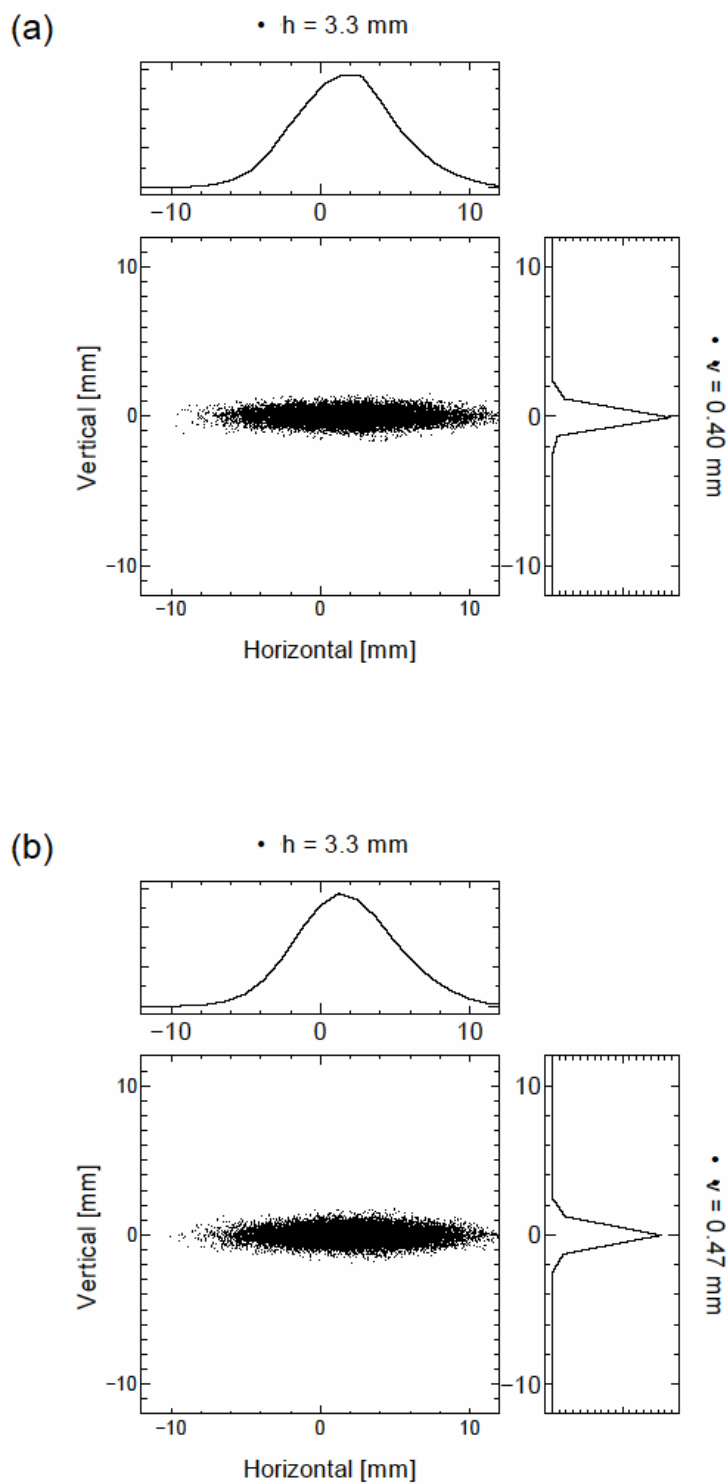 (a)
• h = 3.3 mm
−10 0 10
10
0
−10
Vertical [mm]
10
0
−10
• v = 0.40 mm
−10 0 10
Horizontal [mm]
(b)
• h = 3.3 mm
−10 0 10
10
0
−10
Vertical [mm]
10
0
−10
• v = 0.47 mm
−10 0 10
Horizontal [mm]